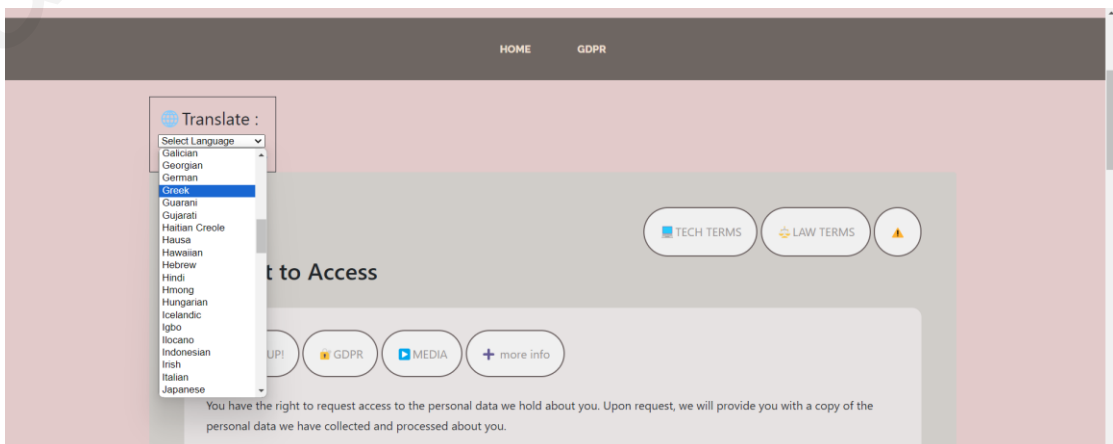 HOME GDPR
Translate :
Select Language
Galician
Georgian
German
Greek
Guarani
Gujarati
Haitian Creole
Hausa
Hawaiian
Hebrew
Hindi
Hmong
Hungarian
Icelandic
Igbo
Ilocano
Indonesian
Irish
Italian
Japanese
TECH TERMS LAW TERMS
t to Access
UP! GDPR MEDIA more info
You have the right to request access to the personal data we hold about you. Upon request, we will provide you with a copy of the
personal data we have collected and processed about you.